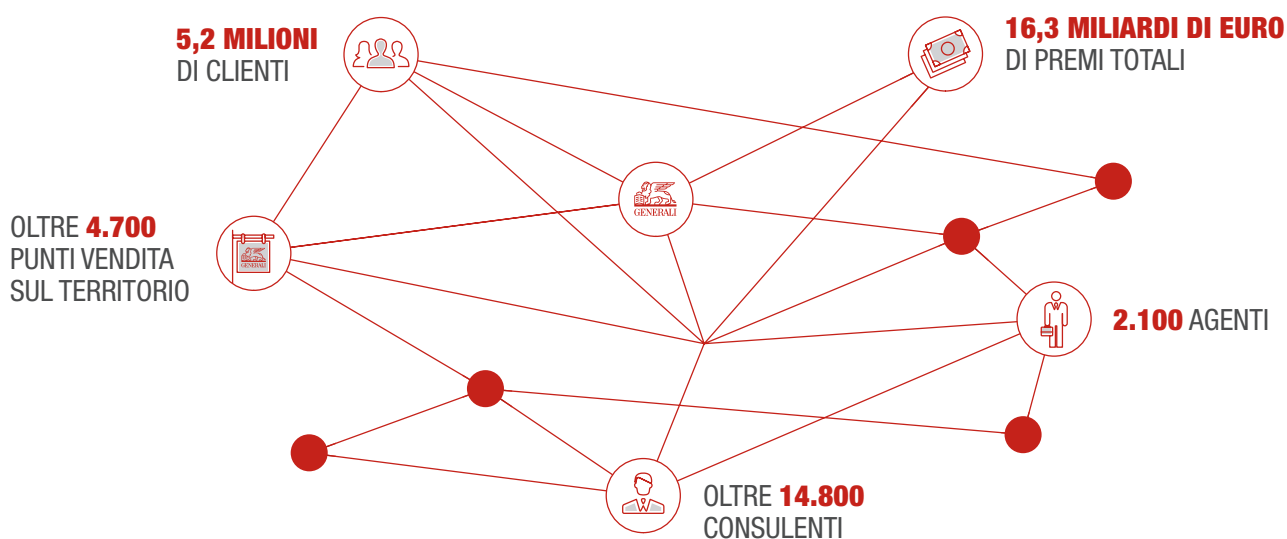 5,2 MILIONI
DI CLIENTI
16,3 MILIARDI DI EURO
DI PREMI TOTALI
GENERALI
OLTRE 4.700
PUNTI VENDITA
SUL TERRITORIO
GENERALI
2.100 AGENTI
OLTRE 14.800
CONSULENTI